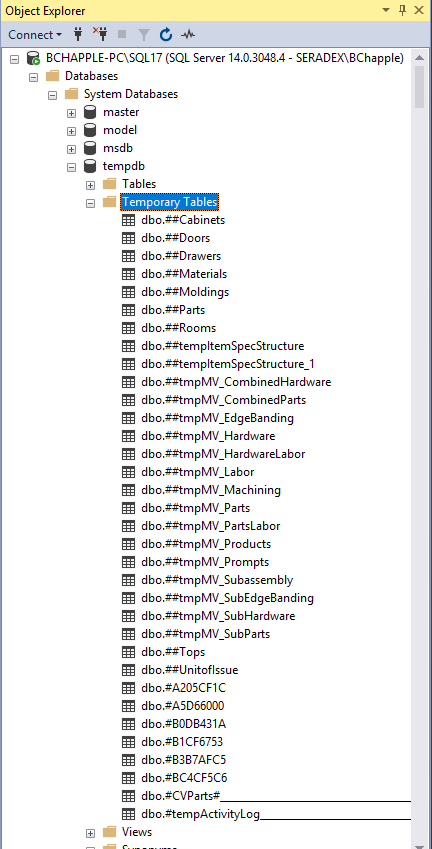 Object Explorer
Connect
BCHAPPLE-PC\SQL17 (SQL Server 14.0.3048.4 - SERADEX\BChapple)
Databases
System Databases
master
model
msdb
tempdb
Tables
Temporary Tables
dbo.##Cabinets
dbo.##Doors
dbo.##Drawers
dbo.##Materials
dbo.##Moldings
dbo.##Parts
dbo.##Rooms
dbo.##tempItemSpecStructure
dbo.##tempItemSpecStructure_1
dbo.##tmpMV_CombinedHardware
dbo.##tmpMV_CombinedParts
dbo.##tmpMV_EdgeBanding
dbo.##tmpMV_Hardware
dbo.##tmpMV_HardwareLabor
dbo.##tmpMV_Labor
dbo.##tmpMV_Machining
dbo.##tmpMV_Parts
dbo.##tmpMV_PartsLabor
dbo.##tmpMV_Products
dbo.##tmpMV_Prompts
dbo.##tmpMV_Subassembly
dbo.##tmpMV_SubEdgeBanding
dbo.##tmpMV_SubHardware
dbo.##tmpMV_SubParts
dbo.##Tops
dbo.##UnitofIssue
dbo.#A205CF1C
dbo.#A5D66000
dbo.#B0DB431A
dbo.#B1CF6753
dbo.#B3B7AFC5
dbo.#BC4CF5C6
dbo.#CVParts#________________________________
dbo.#tempActivityLog_________________________
Views
Synonyms